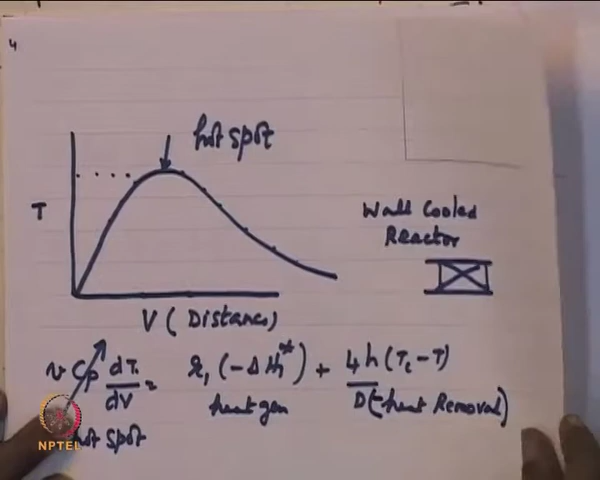 4
hot spot
T
Wall Cooled
Reactor
V ( Distance)
v Cp dT/dV = r₁ (-ΔH₁*) + 4h/D (Tc - T)
heat gen
(- heat Removal)
hot spot
NPTEL